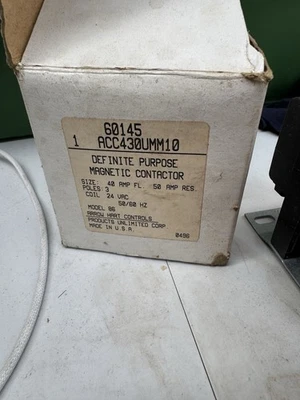 60145
1 ACC430UMM10
DEFINITE PURPOSE
MAGNETIC CONTACTOR
SIZE: 40 AMP FL 50 AMP RES.
POLES 3
COIL 24 VAC
50/60 HZ
MODEL 86
ARROW HART CONTROLS
PRODUCTS UNLIMITED CORP
MADE IN U.S.A. 0496